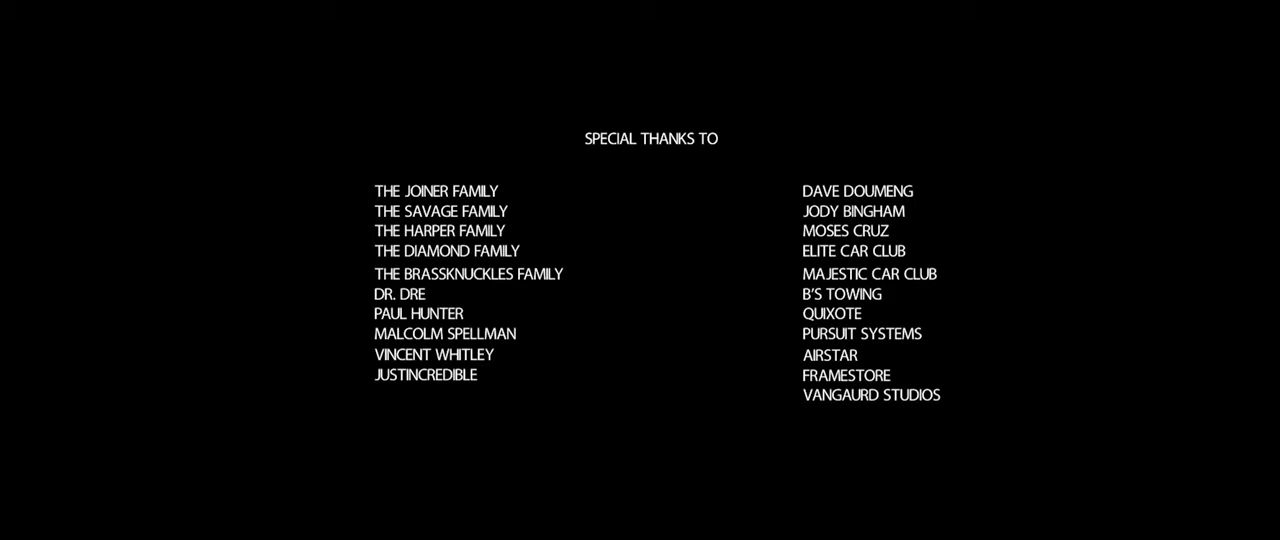 SPECIAL THANKS TO
THE JOINER FAMILY
THE SAVAGE FAMILY
THE HARPER FAMILY
THE DIAMOND FAMILY
THE BRASSKNUCKLES FAMILY
DR. DRE
PAUL HUNTER
MALCOLM SPELLMAN
VINCENT WHITLEY
JUSTINCREDIBLE
DAVE DOUMENG
JODY BINGHAM
MOSES CRUZ
ELITE CAR CLUB
MAJESTIC CAR CLUB
B'S TOWING
QUIXOTE
PURSUIT SYSTEMS
AIRSTAR
FRAMESTORE
VANGAURD STUDIOS